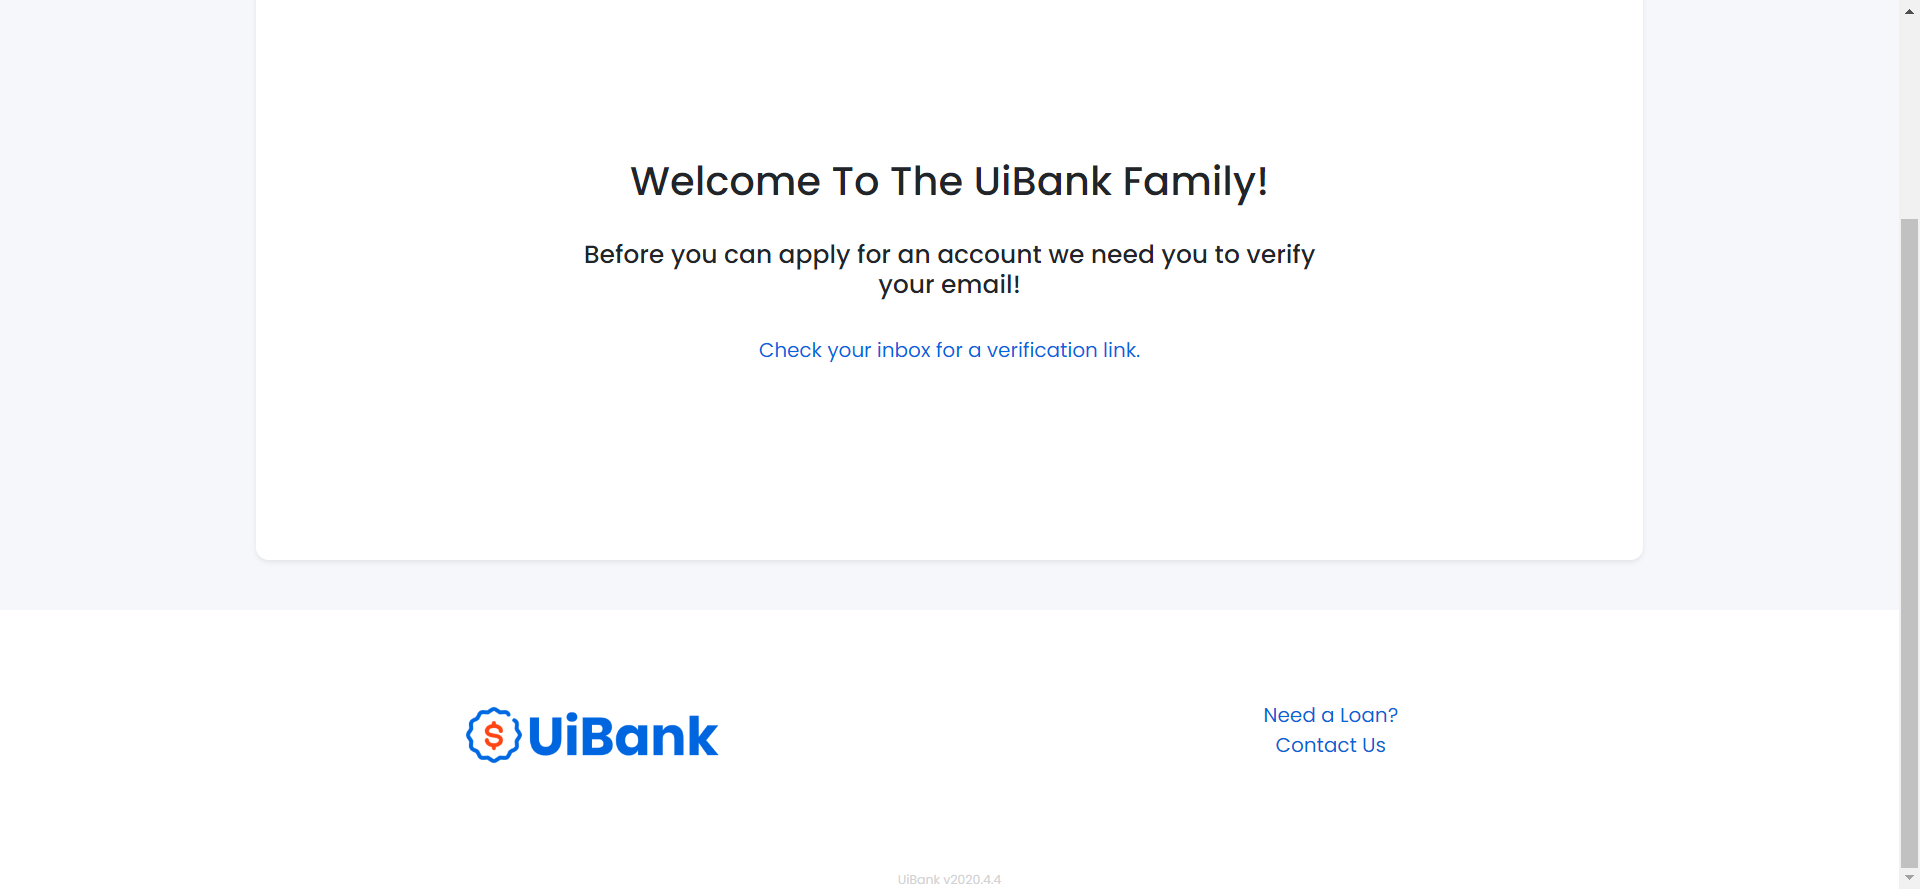 Welcome To The UiBank Family!
Before you can apply for an account we need you to verify
your email!
Check your inbox for a verification link.
$ UiBank
Need a Loan?
Contact Us
UiBank v2020.4.4